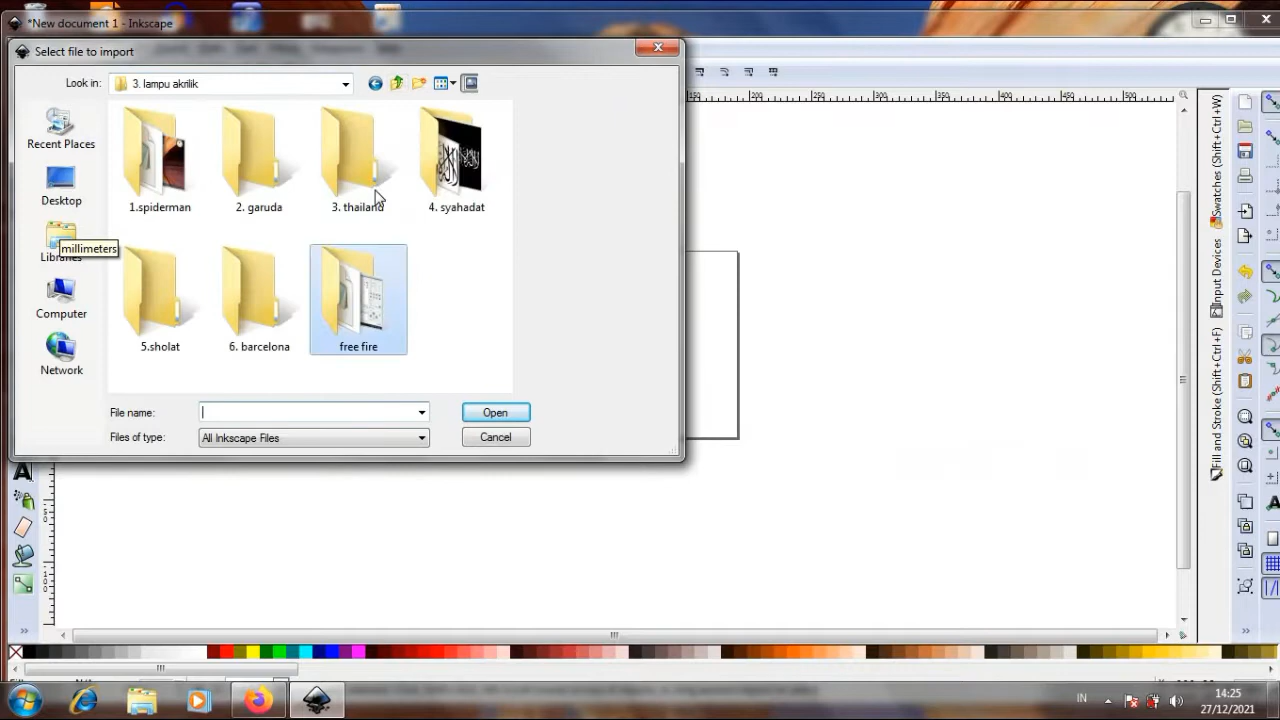 *New document 1 - Inkscape
Select file to import
Look in:
3. lampu akrilik
Recent Places
Desktop
Libraries
millimeters
Computer
Network
1.spiderman
2. garuda
3. thailand
4. syahadat
5.sholat
6. barcelona
free fire
File name:
Open
Files of type:
All Inkscape Files
Cancel
Swatches (Shift+Ctrl+W)
Input Devices
Fill and Stroke (Shift+Ctrl+F)
IN
14:25
27/12/2021